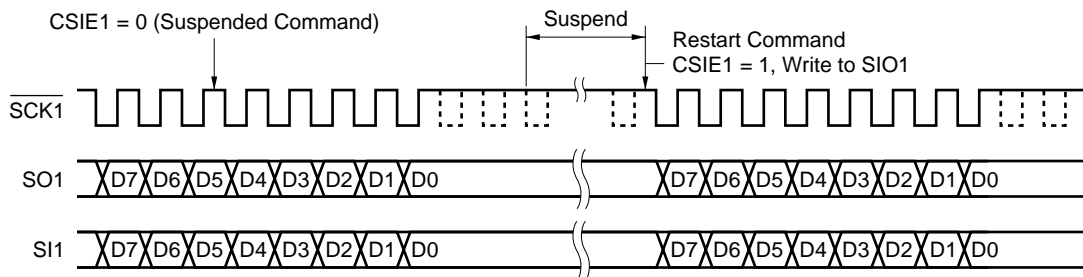 CSIE1 = 0 (Suspended Command)
Suspend
Restart Command
CSIE1 = 1, Write to SIO1
SCK1
SO1 D7 D6 D5 D4 D3 D2 D1 D0 D7 D6 D5 D4 D3 D2 D1 D0
SI1 D7 D6 D5 D4 D3 D2 D1 D0 D7 D6 D5 D4 D3 D2 D1 D0